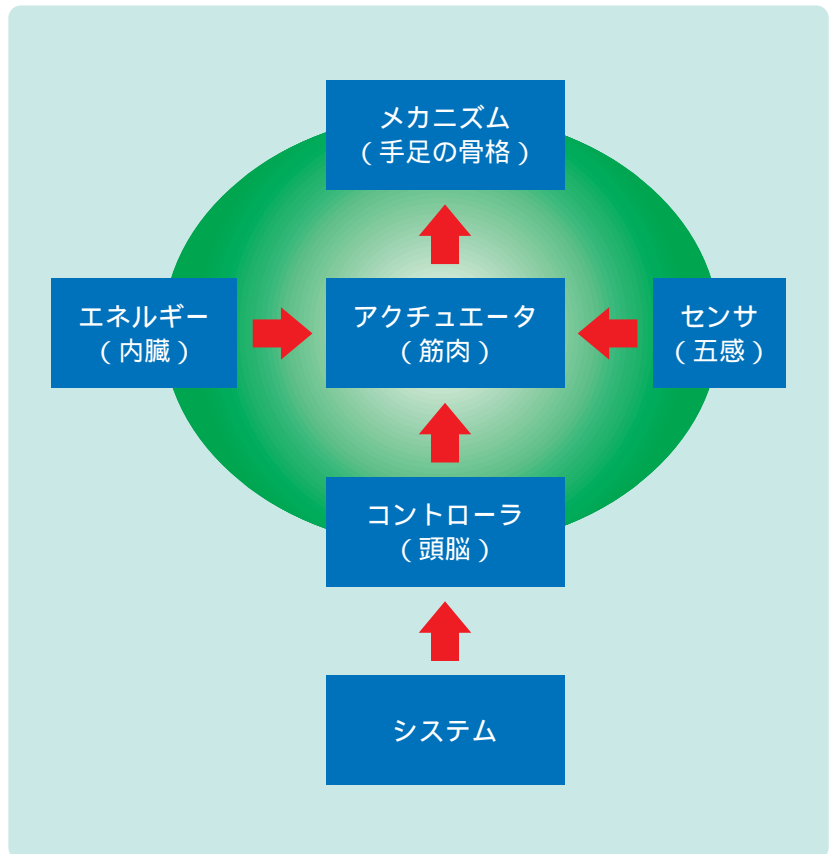 メカニズム
（手足の骨格）
エネルギー
（内臓）
アクチュエータ
（筋肉）
センサ
（五感）
コントローラ
（頭脳）
システム